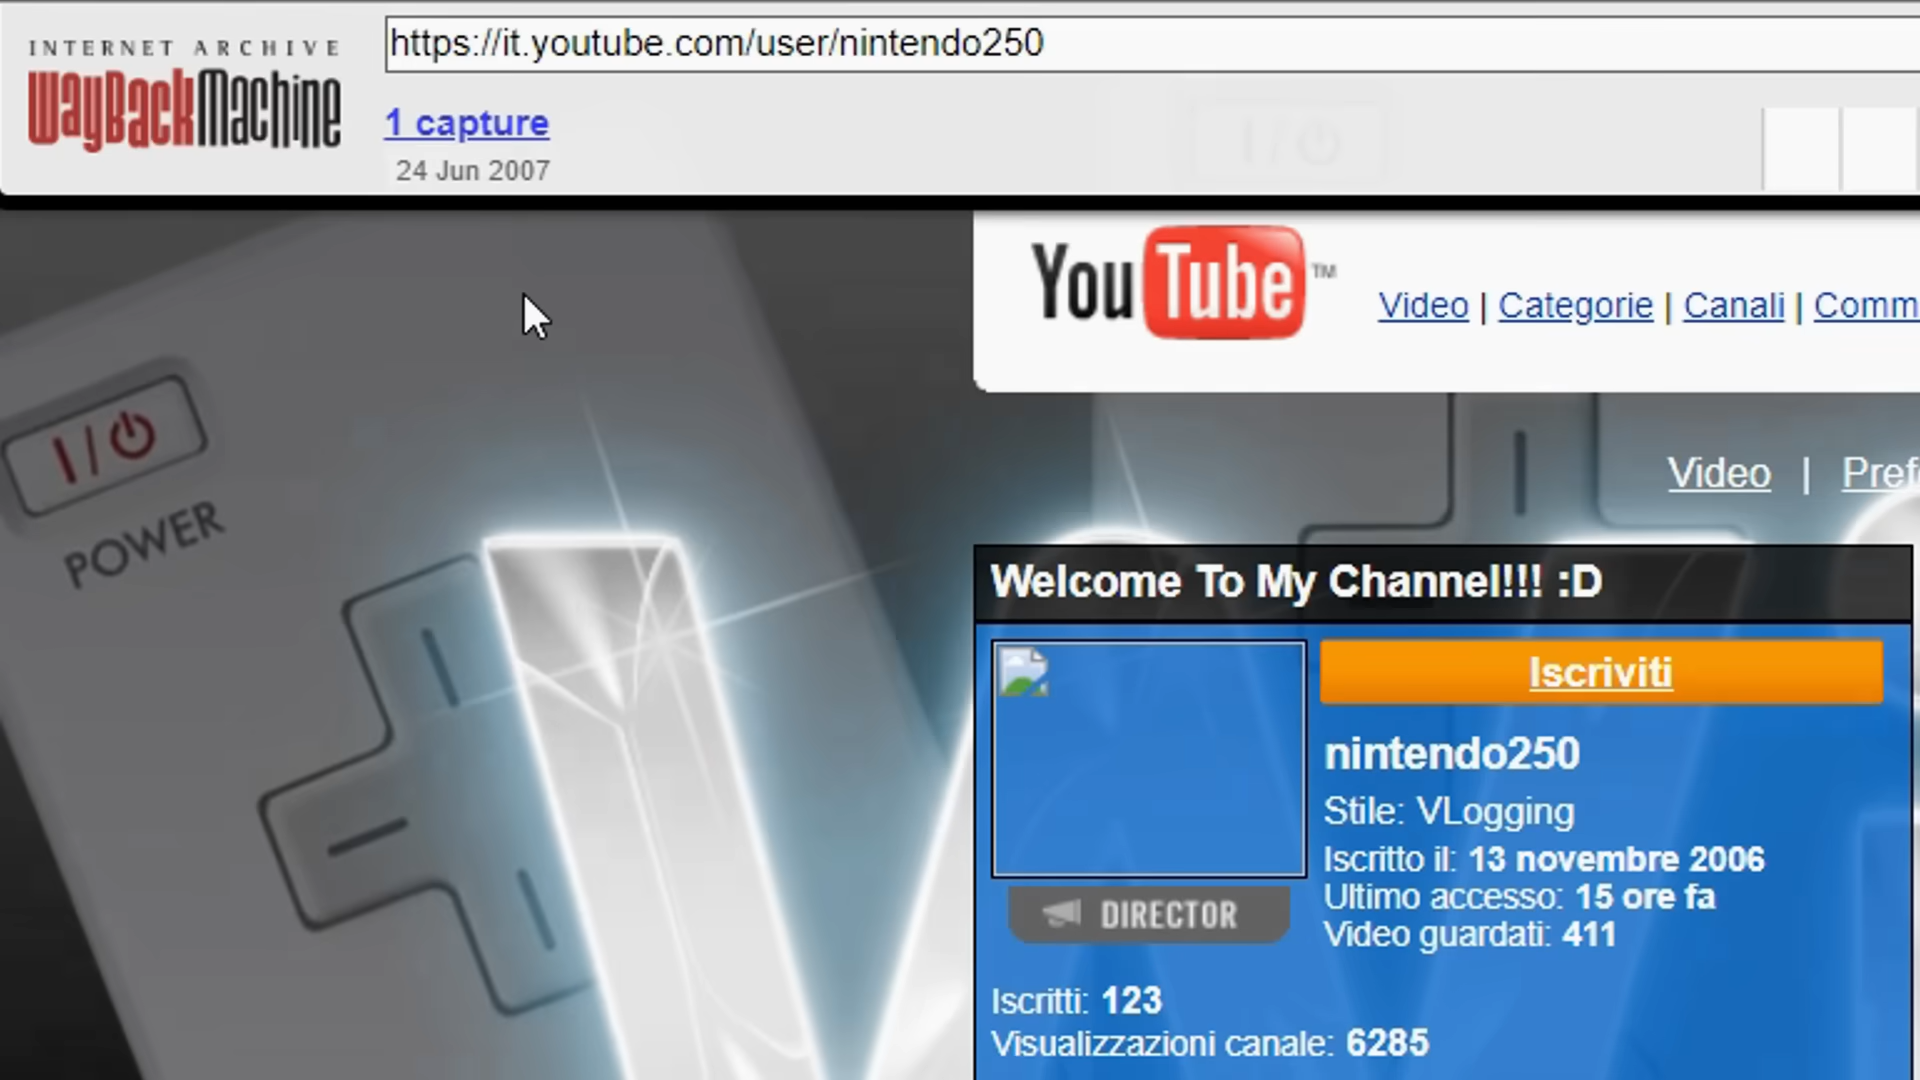 INTERNET ARCHIVE
WayBackMachine
https://it.youtube.com/user/nintendo250
1 capture
24 Jun 2007
YouTube™
Video | Categorie | Canali | Comm
POWER
Video | Pref
Welcome To My Channel!!! :D
Iscriviti
nintendo250
Stile: VLogging
Iscritto il: 13 novembre 2006
Ultimo accesso: 15 ore fa
Video guardati: 411
DIRECTOR
Iscritti: 123
Visualizzazioni canale: 6285